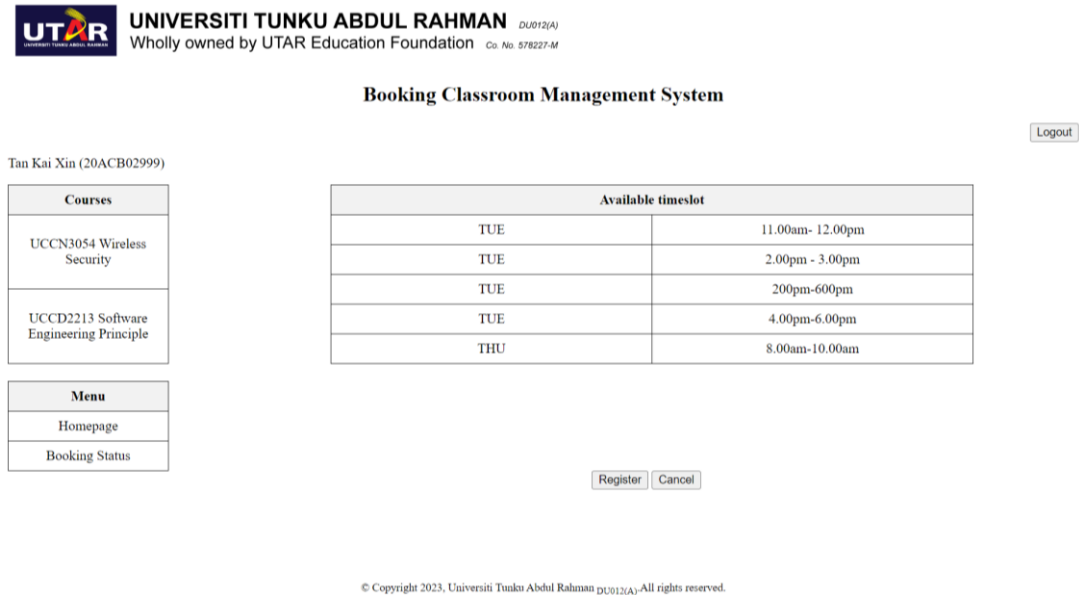 UTAR
UNIVERSITI TUNKU ABDUL RAHMAN
UNIVERSITI TUNKU ABDUL RAHMAN DU012(A)
Wholly owned by UTAR Education Foundation Co. No. 578227-M
Booking Classroom Management System
Logout
Tan Kai Xin (20ACB02999)
Courses
UCCN3054 Wireless
Security
UCCD2213 Software
Engineering Principle
Menu
Homepage
Booking Status
Available timeslot
TUE 11.00am- 12.00pm
TUE 2.00pm - 3.00pm
TUE 200pm-600pm
TUE 4.00pm-6.00pm
THU 8.00am-10.00am
Register Cancel
© Copyright 2023, Universiti Tunku Abdul Rahman DU012(A).All rights reserved.